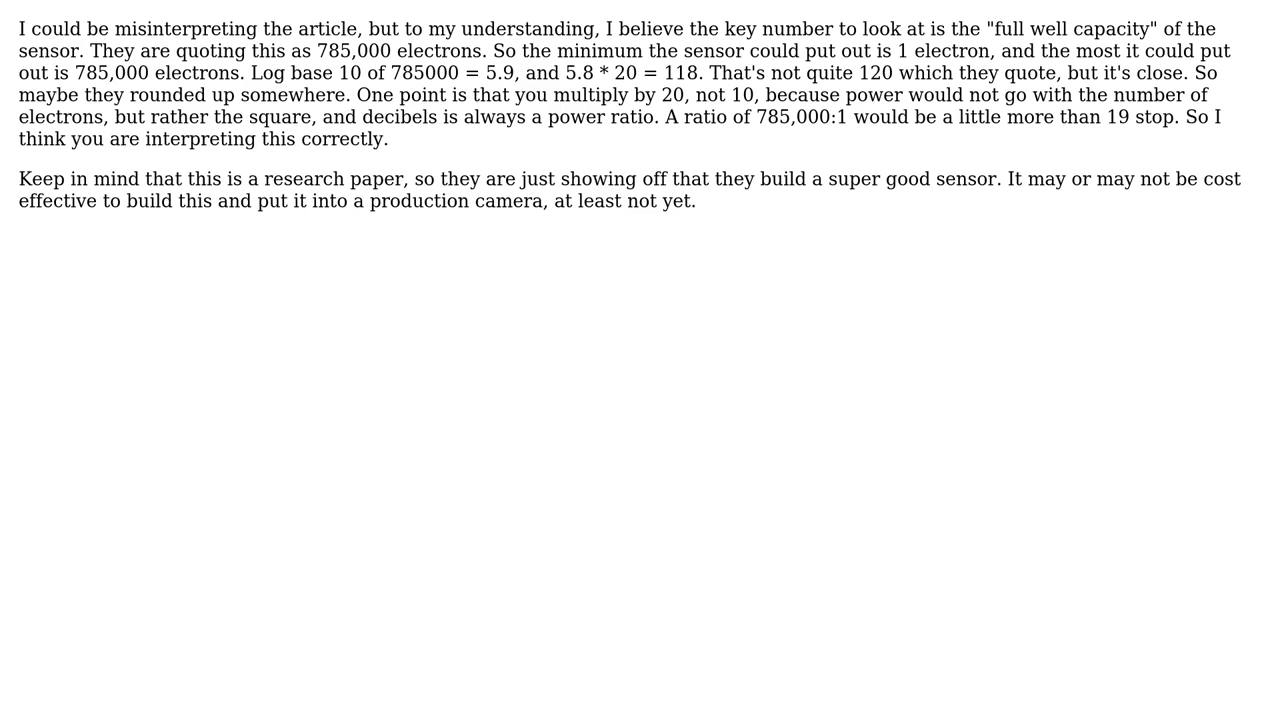 I could be misinterpreting the article, but to my understanding, I believe the key number to look at is the "full well capacity" of the
sensor. They are quoting this as 785,000 electrons. So the minimum the sensor could put out is 1 electron, and the most it could put
out is 785,000 electrons. Log base 10 of 785000 = 5.9, and 5.8 * 20 = 118. That's not quite 120 which they quote, but it's close. So
maybe they rounded up somewhere. One point is that you multiply by 20, not 10, because power would not go with the number of
electrons, but rather the square, and decibels is always a power ratio. A ratio of 785,000:1 would be a little more than 19 stop. So I
think you are interpreting this correctly.
Keep in mind that this is a research paper, so they are just showing off that they build a super good sensor. It may or may not be cost
effective to build this and put it into a production camera, at least not yet.